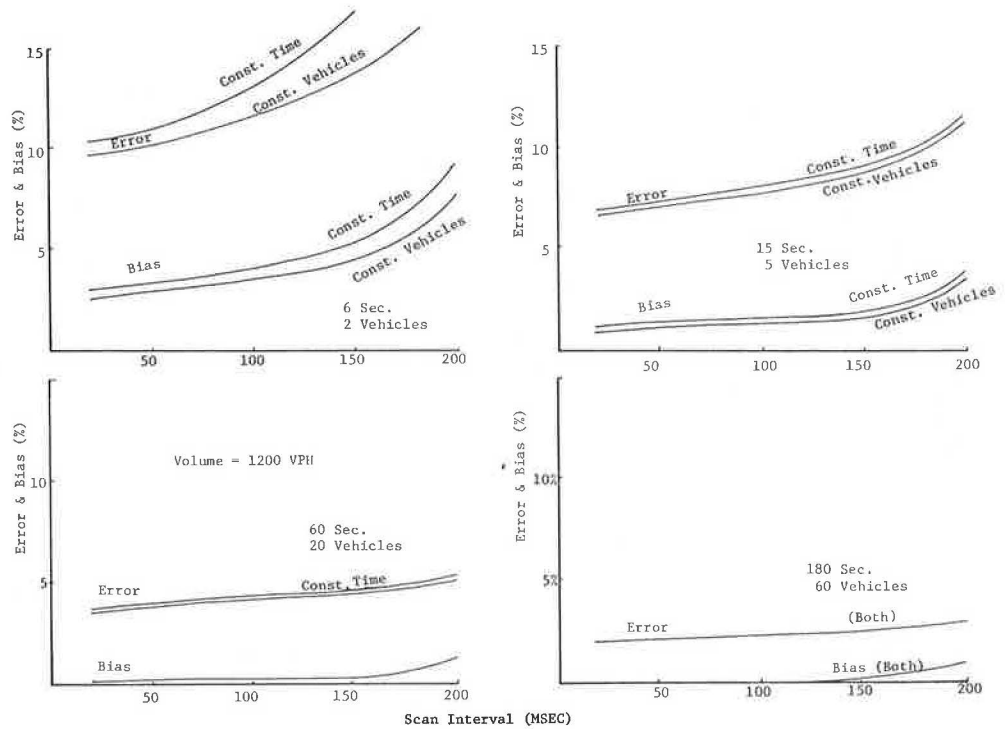 15
10
5
Error & Bias (%)
Const. Time
Const. Vehicles
Error
Const. Time
Const. Vehicles
Bias
6 Sec.
2 Vehicles
50
100
150
200
15
10
5
Error & Bias (%)
Const. Time
Const. Vehicles
Error
15 Sec.
5 Vehicles
Bias
Const. Time
Const. Vehicles
50
100
150
200
Error & Bias (%)
10
5
Volume = 1200 VPH
60 Sec.
20 Vehicles
Error
Const. Time
Bias
50
100
150
200
Error & Bias (%)
10%
5%
180 Sec.
60 Vehicles
Error
(Both)
Bias (Both)
50
100
150
200
Scan Interval (MSEC)